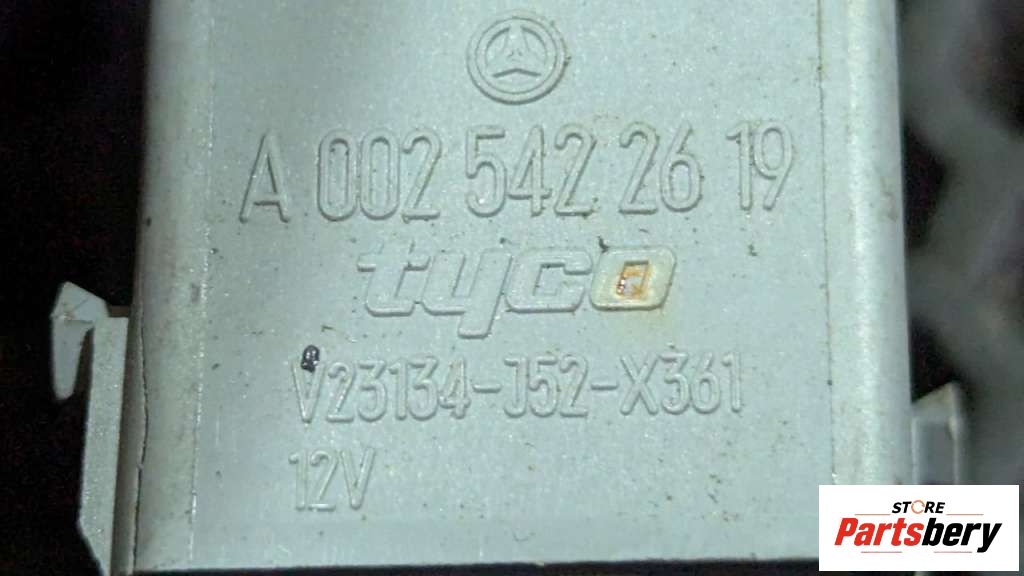 A 002 542 26 19
tyco
V23134-J52-X361
12V
STORE
Partsbery